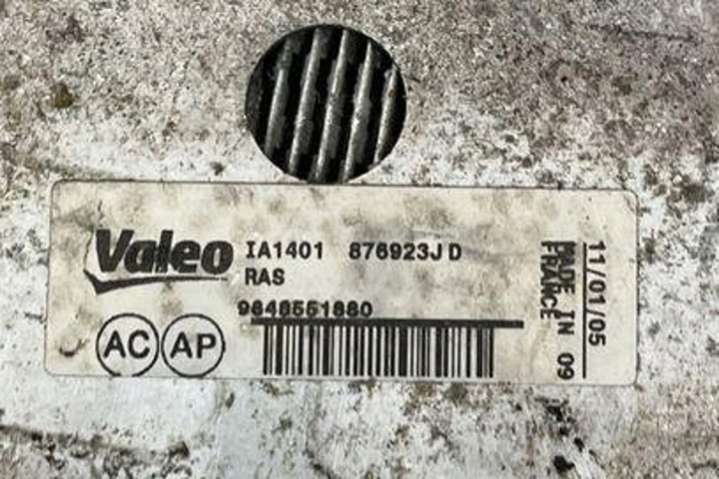 Valeo IA1401 876923J D
RAS
9646551880
AC AP
11/01/05
MADE IN 09
FRANCE